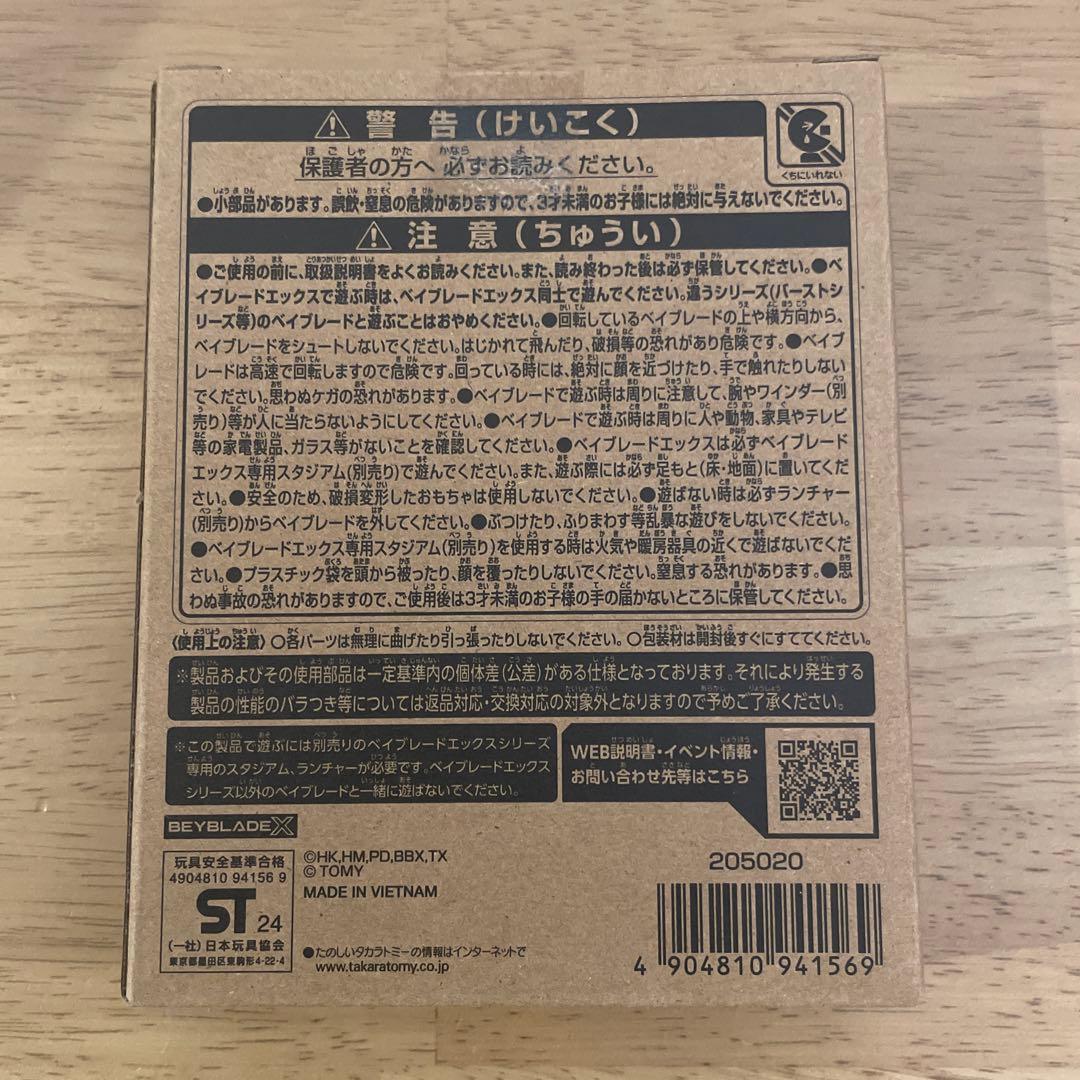 ⚠ 警告(けいこく)
くちにいれない
保護者の方へ 必ずお読みください。
●小部品があります。誤飲・窒息の危険がありますので、3才未満のお子様には絶対に与えないでください。
⚠ 注意(ちゅうい)
●ご使用の前に、取扱説明書をよくお読みください。また、読み終わった後は必ず保管してください。●ベ
イブレードエックスで遊ぶ時は、ベイブレードエックス同士で遊んでください。違うシリーズ(バーストシ
リーズ等)のベイブレードと遊ぶことはおやめください。●回転しているベイブレードの上や横方向から、
ベイブレードをシュートしないでください。はじかれて飛んだり、破損等の恐れがあり危険です。●ベイブ
レードは高速で回転しますので危険です。回っている時には、絶対に顔を近づけたり、手で触れたりしない
でください。思わぬケガの恐れがあります。●ベイブレードで遊ぶ時は周りに注意して、腕やワインダー(別
売り)等が人に当たらないようにしてください。●ベイブレードで遊ぶ時は周りに人や動物、家具やテレビ
等の家電製品、ガラス等がないことを確認してください。●ベイブレードエックスは必ずベイブレード
エックス専用スタジアム(別売り)で遊んでください。また、遊ぶ際には必ず足もと(床・地面)に置いてくだ
さい。●安全のため、破損変形したおもちゃは使用しないでください。●遊ばない時は必ずランチャー
(別売り)からベイブレードを外してください。●ぶつけたり、ふりまわす等乱暴な遊びをしないでください。
●ベイブレードエックス専用スタジアム(別売り)を使用する時は火気や暖房器具の近くで遊ばないでくだ
さい。●プラスチック袋を頭から被ったり、顔を覆ったりしないでください。窒息する恐れがあります。●思
わぬ事故の恐れがありますので、ご使用後は3才未満のお子様の手の届かないところに保管してください。
〈使用上の注意〉○各パーツは無理に曲げたり引っ張ったりしないでください。○包装材は開封後すぐにすててください。
※製品およびその使用部品は一定基準内の個体差(公差)がある仕様となっております。それにより発生する
製品の性能のバラつき等については返品対応・交換対応の対象外となりますので予めご了承ください。
※この製品で遊ぶには別売りのベイブレードエックスシリーズ
専用のスタジアム、ランチャーが必要です。ベイブレードエックス
シリーズ以外のベイブレードと一緒に遊ばないでください。
WEB説明書・イベント情報・
お問い合わせ先等はこちら
BEYBLADE X
玩具安全基準合格
4904810 94156 9
ST 24
(一社)日本玩具協会
東京都墨田区東駒形4-22-4
©HK,HM,PD,BBX,TX
© TOMY
MADE IN VIETNAM
●たのしいタカラトミーの情報はインターネットで
www.takaratomy.co.jp
205020
4 904810 941569